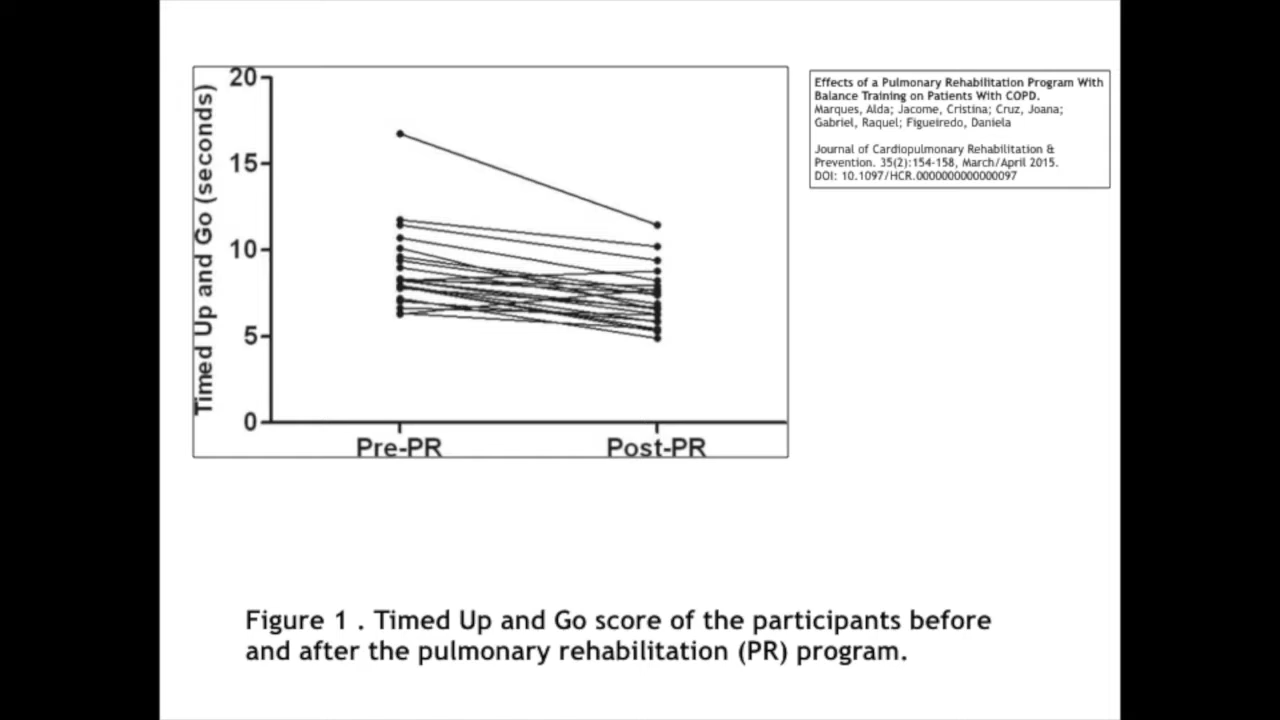 Timed Up and Go (seconds)
20
15
10
5
0
Pre-PR
Post-PR
Effects of a Pulmonary Rehabilitation Program With
Balance Training on Patients With COPD.
Marques, Alda; Jacome, Cristina; Cruz, Joana;
Gabriel, Raquel; Figueiredo, Daniela
Journal of Cardiopulmonary Rehabilitation &
Prevention. 35(2):154-158, March/April 2015.
DOI: 10.1097/HCR.0000000000000097
Figure 1 . Timed Up and Go score of the participants before
and after the pulmonary rehabilitation (PR) program.